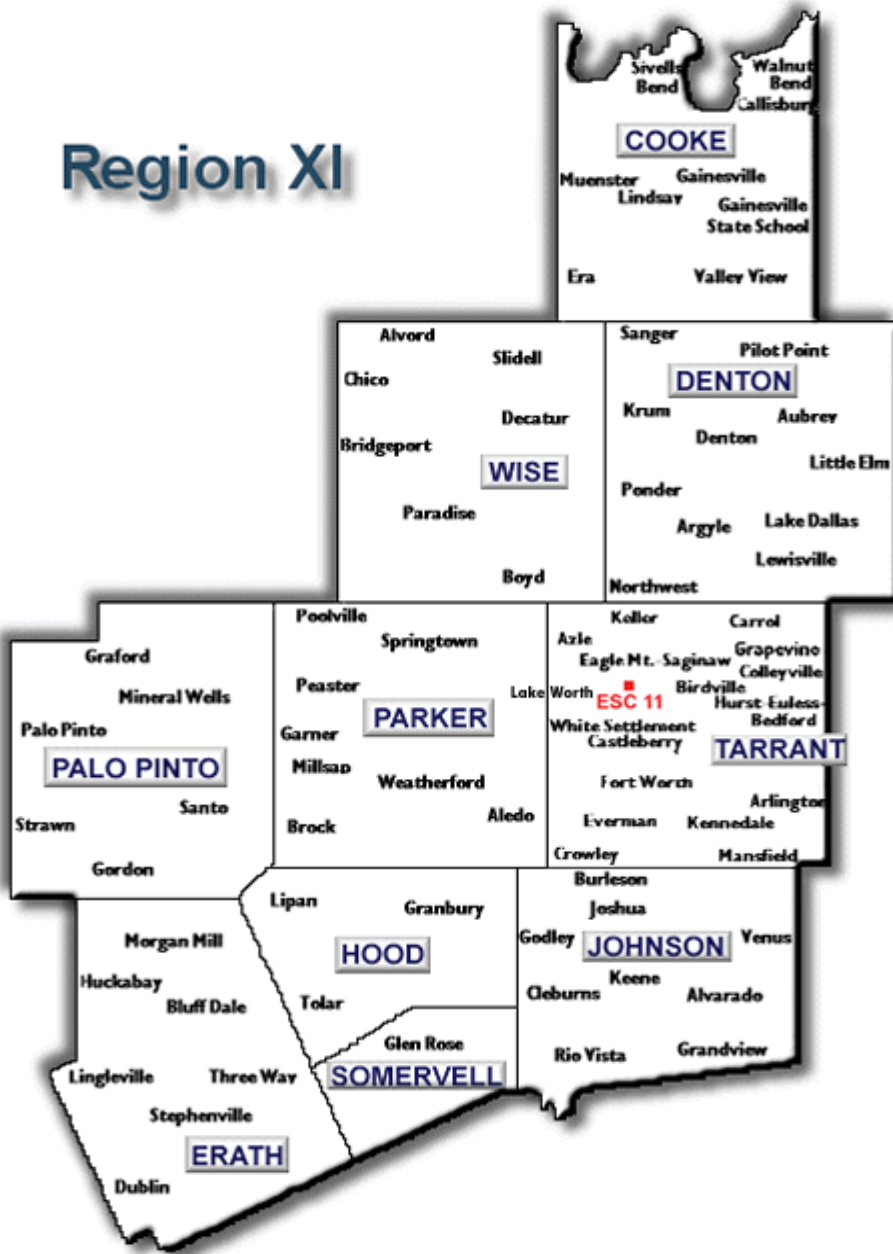 Region XI
Sivells
Bend
Walnut
Bend
Callisburg
COOKE
Muenster
Lindsay
Gainesville
Gainesville
State School
Era
Valley View
Alvord
Slidell
Chico
Decatur
Bridgeport
WISE
Paradise
Boyd
Sanger
Pilot Point
DENTON
Krum
Aubrey
Denton
Little Elm
Ponder
Argyle
Lake Dallas
Lewisville
Northwest
Graford
Mineral Wells
Palo Pinto
PALO PINTO
Santo
Strawn
Gordon
Poolville
Springtown
Peaster
PARKER
Garner
Millsap
Weatherford
Aledo
Brock
Keller
Carrol
Azle
Grapevine
Eagle Mt.-Saginaw
Colleyville
Lake Worth
Birdville
ESC 11
Hurst-Euless-
Bedford
White Settlement
Castleberry
TARRANT
Fort Worth
Arlington
Everman
Kennedale
Crowley
Mansfield
Lipan
Granbury
HOOD
Tolar
Burleson
Joshua
Godley
JOHNSON
Venus
Keene
Cleburns
Alvarado
Rio Vista
Grandview
Glen Rose
SOMERVELL
Morgan Mill
Huckabay
Bluff Dale
Lingleville
Three Way
Stephenville
ERATH
Dublin